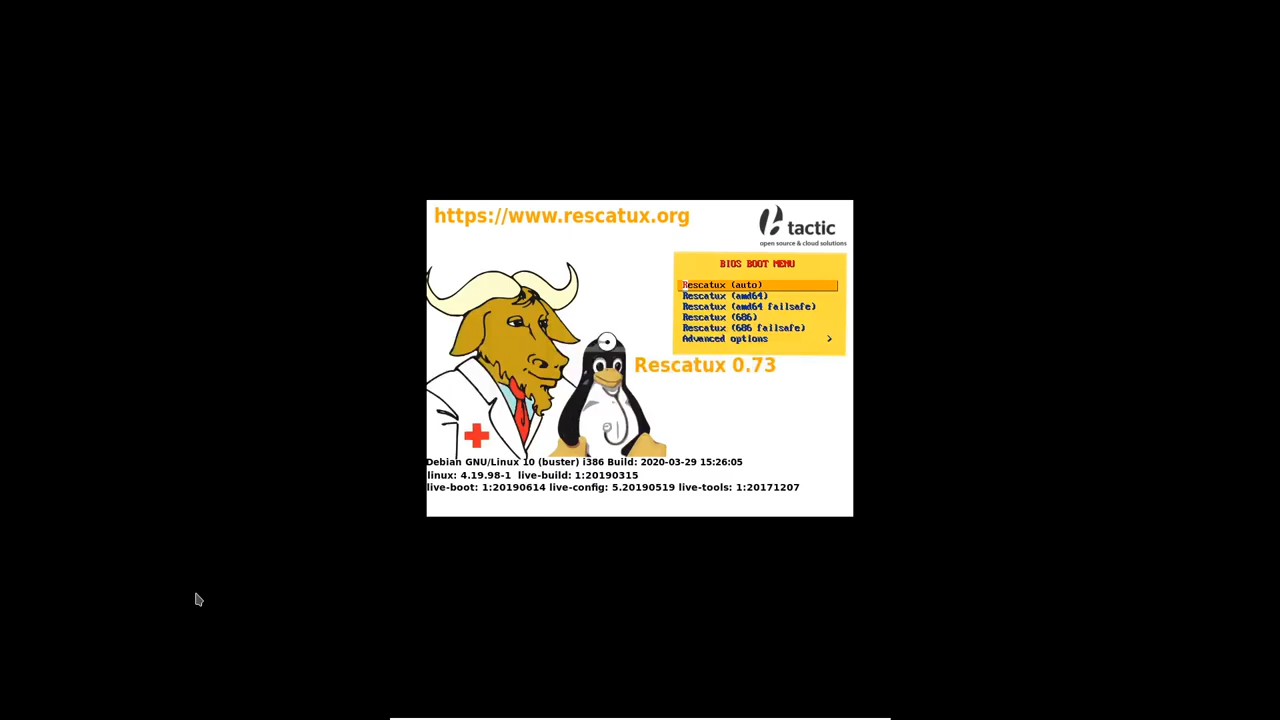 https://www.rescatux.org
tactic
open source & cloud solutions
BIOS BOOT MENU
Rescatux (auto)
Rescatux (amd64)
Rescatux (amd64 failsafe)
Rescatux (686)
Rescatux (686 failsafe)
Advanced options >
Rescatux 0.73
Debian GNU/Linux 10 (buster) i386 Build: 2020-03-29 15:26:05
linux: 4.19.98-1 live-build: 1:20190315
live-boot: 1:20190614 live-config: 5.20190519 live-tools: 1:20171207